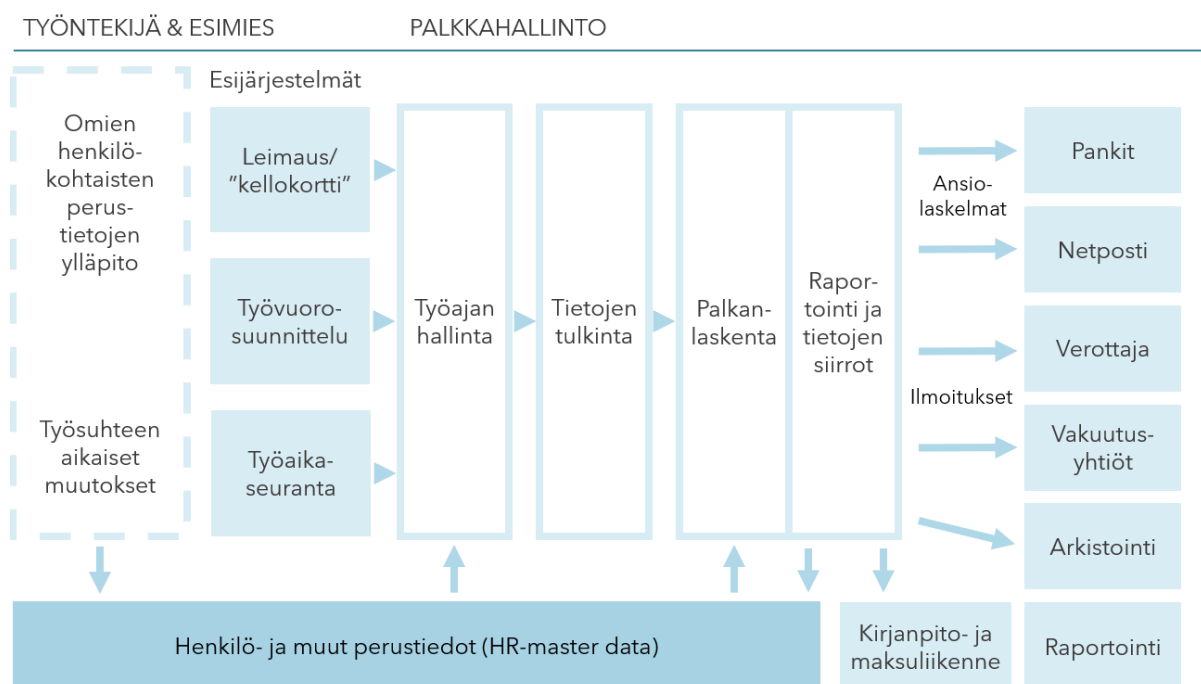 TYÖNTEKIJÄ & ESIMIES
PALKKAHALLINTO
Omien
henkilö-
kohtaisten
perus-
tietojen
ylläpito
Työsuhteen
aikaiset
muutokset
Esijärjestelmät
Leimaus/
”kellokortti”
Työvuoro-
suunnittelu
Työaika-
seuranta
Työajan
hallinta
Tietojen
tulkinta
Palkan-
laskenta
Rapor-
tointi ja
tietojen
siirrot
Ansio-
laskelmat
Ilmoitukset
Pankit
Netposti
Verottaja
Vakuutus-
yhtiöt
Arkistointi
Henkilö- ja muut perustiedot (HR-master data)
Kirjanpito- ja
maksuliikenne
Raportointi